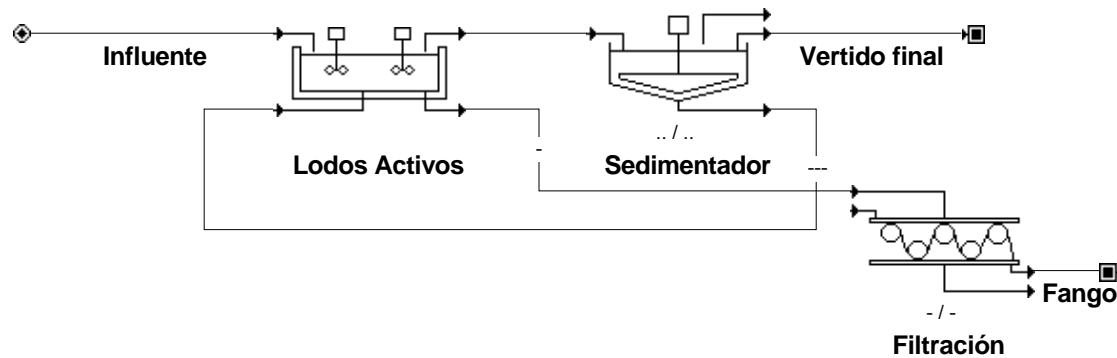 Influente
Vertido final
.. / ..
-
Lodos Activos
Sedimentador
---
Fango
- / -
Filtración